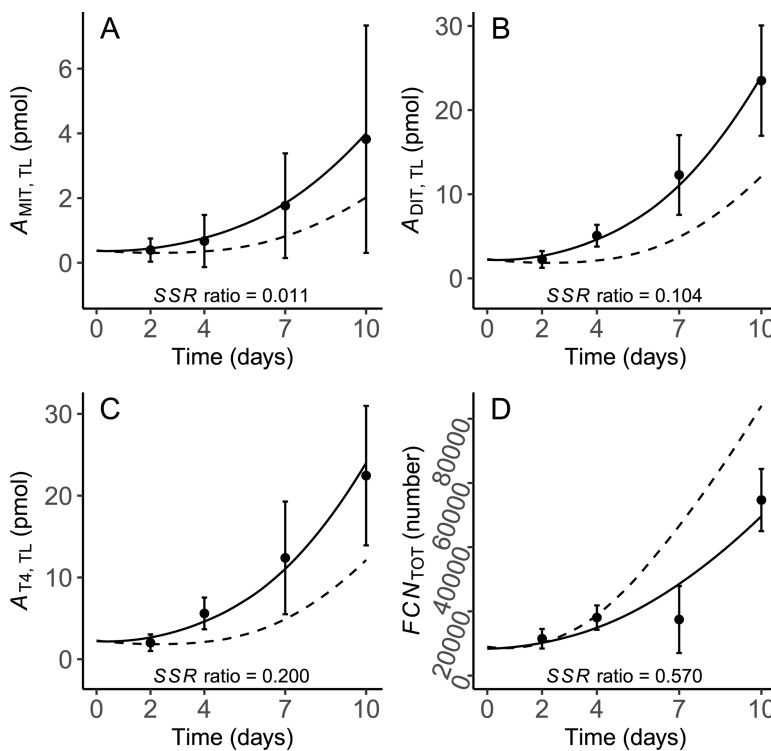 A
6
4
2
0
A_MIT, TL (pmol)
SSR ratio = 0.011
0 2 4 7 10
Time (days)
B
30
20
10
0
A_DIT, TL (pmol)
SSR ratio = 0.104
0 2 4 7 10
Time (days)
C
30
20
10
0
A_T4, TL (pmol)
SSR ratio = 0.200
0 2 4 7 10
Time (days)
D
80000
60000
40000
20000
0
FCN_TOT (number)
SSR ratio = 0.570
0 2 4 7 10
Time (days)